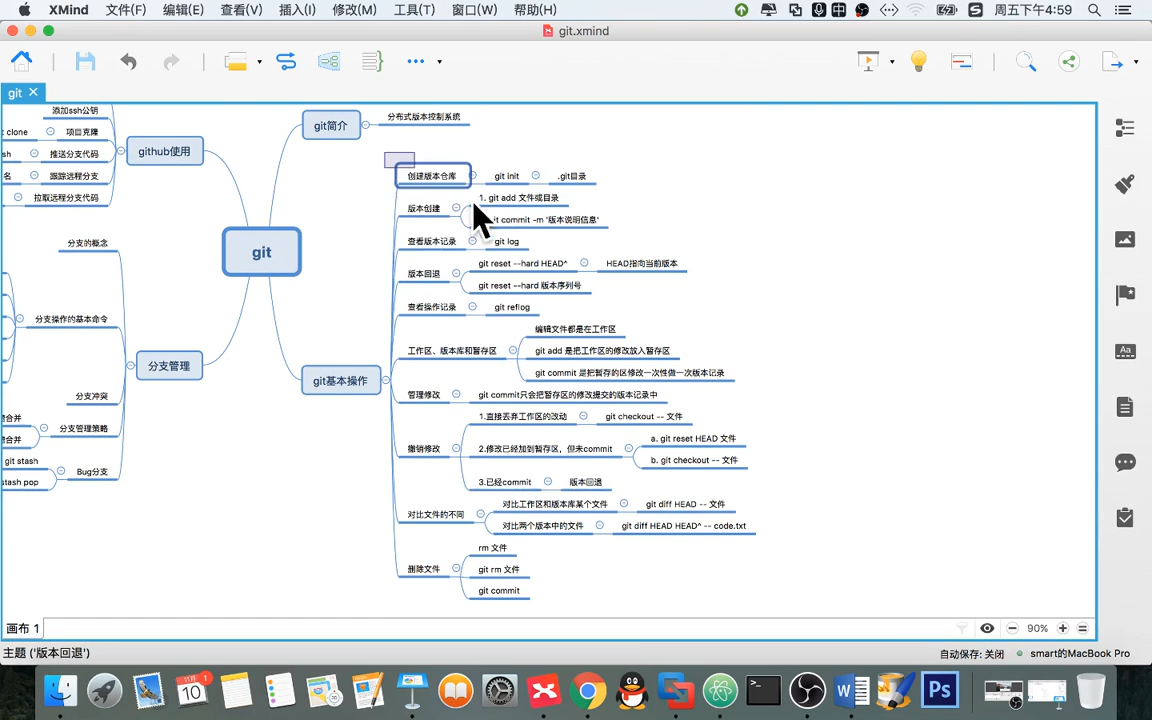 XMind 文件(F) 编辑(E) 查看(V) 插入(I) 修改(M) 工具(T) 窗口(W) 帮助(H) 周五下午4:59
git.xmind
git
添加ssh公钥
clone 项目克隆
推送分支代码
名 跟踪远程分支
拉取远程分支代码
github使用
git简介
分布式版本控制系统
git
分支的概念
分支操作的基本命令
分支管理
分支冲突
分支管理策略
合并
合并
git stash
stash pop
Bug分支
git基本操作
创建版本仓库 git init .git目录
版本创建
1. git add 文件或目录
commit -m '版本说明信息'
查看版本记录 git log
版本回退
git reset --hard HEAD^ HEAD指向当前版本
git reset --hard 版本序列号
查看操作记录 git reflog
工作区、版本库和暂存区
编辑文件都是在工作区
git add 是把工作区的修改放入暂存区
git commit 是把暂存的区修改一次性做一次版本记录
管理修改 git commit只会把暂存区的修改提交的版本记录中
撤销修改
1.直接丢弃工作区的改动 git checkout -- 文件
2.修改已经加到暂存区，但未commit
a. git reset HEAD 文件
b. git checkout -- 文件
3.已经commit 版本回退
对比文件的不同
对比工作区和版本库某个文件 git diff HEAD -- 文件
对比两个版本中的文件 git diff HEAD HEAD^ -- code.txt
删除文件
rm 文件
git rm 文件
git commit
画布 1
90%
主题 ('版本回退')
自动保存: 关闭 smart的MacBook Pro
11月
10
Ps